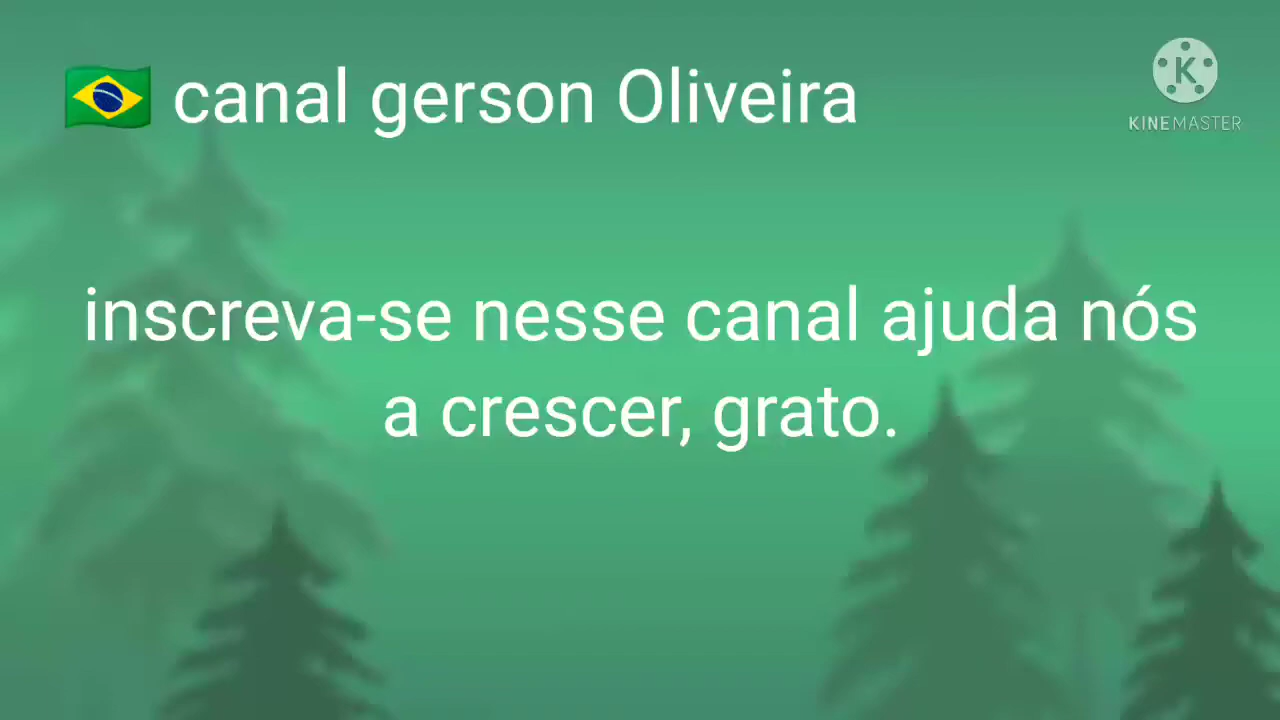 🇧🇷 canal gerson Oliveira
KINEMASTER
inscreva-se nesse canal ajuda nós
a crescer, grato.